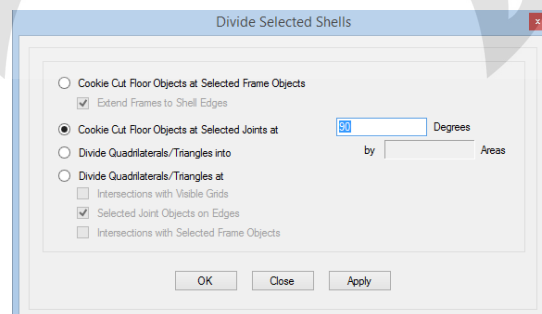 Divide Selected Shells
x
Cookie Cut Floor Objects at Selected Frame Objects
Extend Frames to Shell Edges
Cookie Cut Floor Objects at Selected Joints at 90 Degrees
Divide Quadrilaterals/Triangles into by Areas
Divide Quadrilaterals/Triangles at
Intersections with Visible Grids
Selected Joint Objects on Edges
Intersections with Selected Frame Objects
OK Close Apply